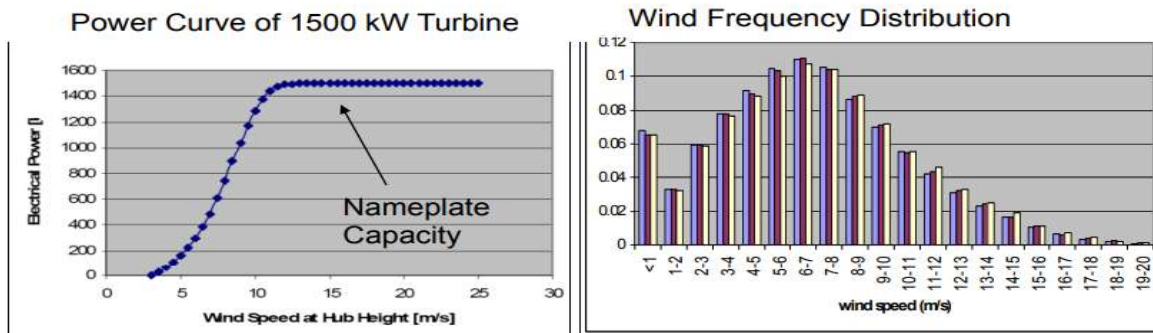 Power Curve of 1500 kW Turbine
1600
1400
1200
1000
800
600
400
200
0
Electrical Power [
Nameplate
Capacity
0 5 10 15 20 25 30
Wind Speed at Hub Height [m/s]
Wind Frequency Distribution
0.12
0.1
0.08
0.06
0.04
0.02
0
<1 1-2 2-3 3-4 4-5 5-6 6-7 7-8 8-9 9-10 10-11 11-12 12-13 13-14 14-15 15-16 16-17 17-18 18-19 19-20
wind speed (m/s)